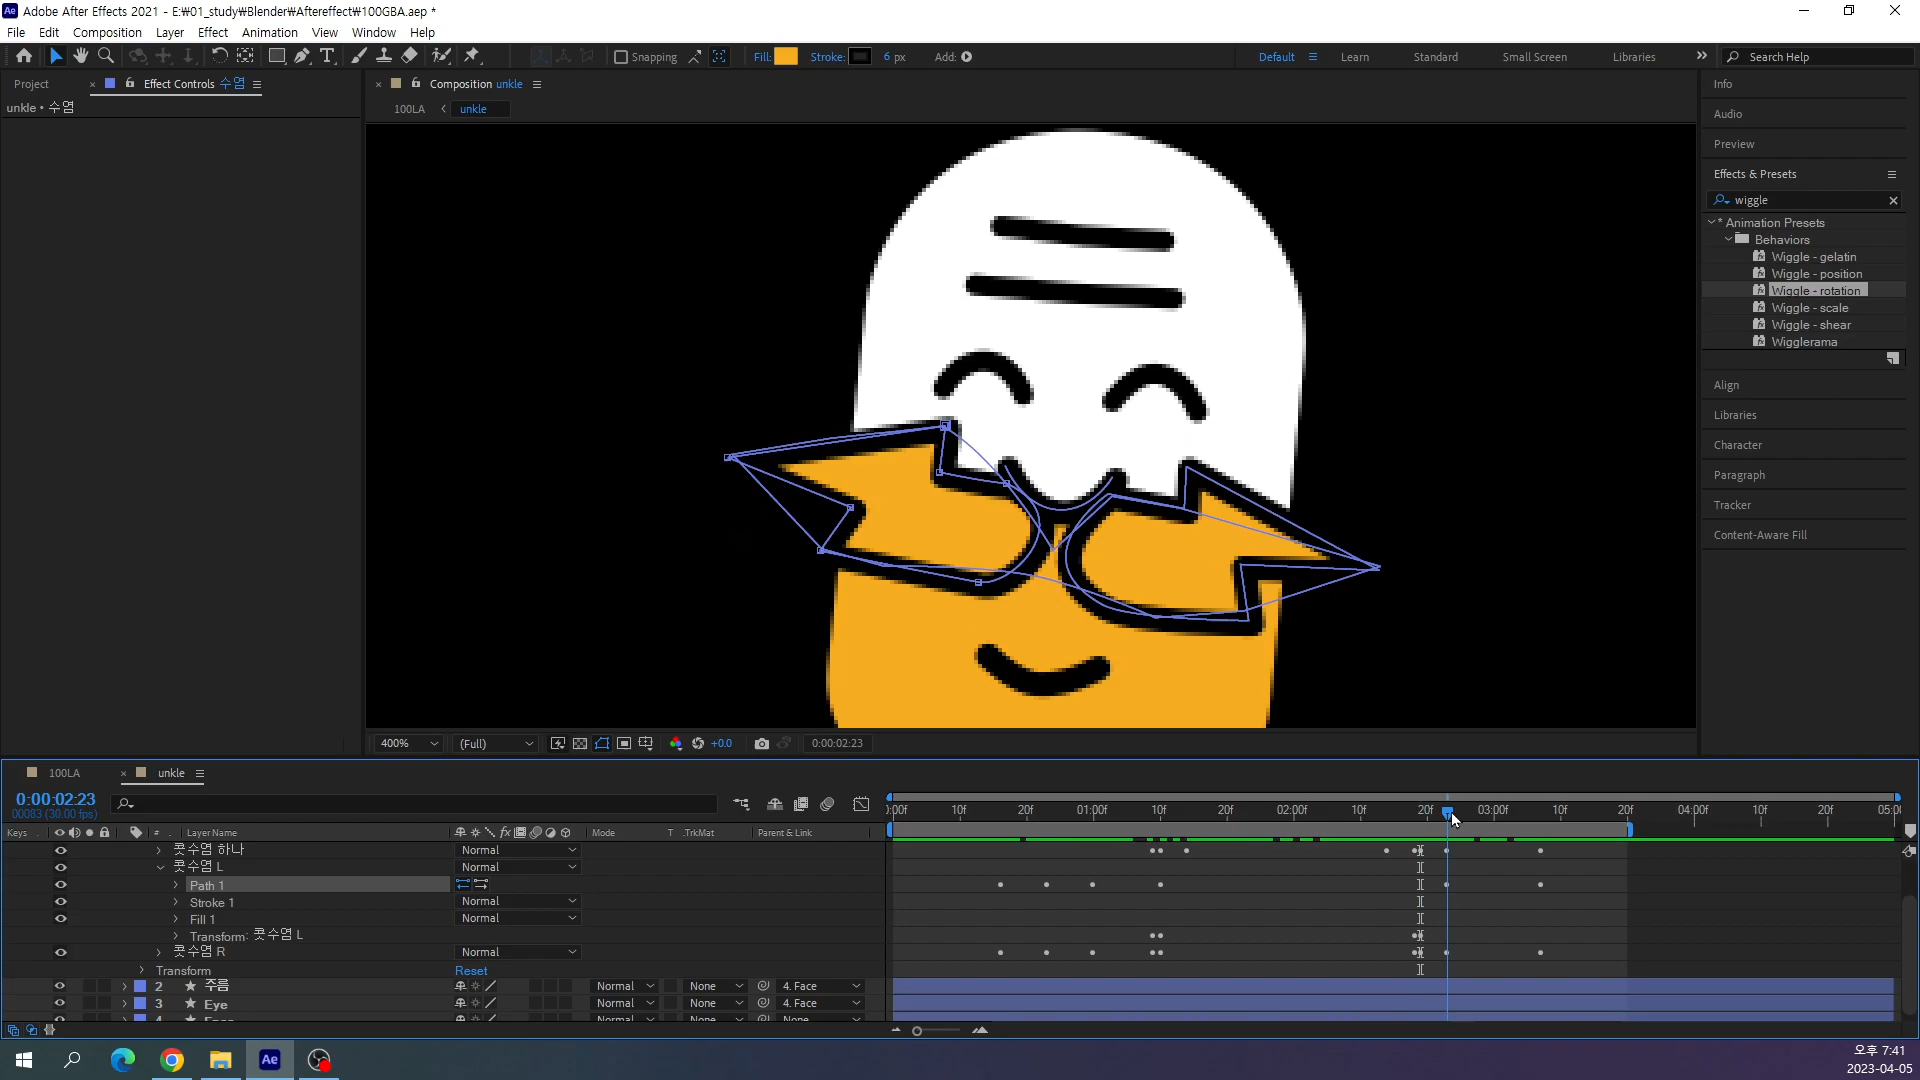 Adobe After Effects 2021 - E:₩01_study₩Blender₩Aftereffect₩100GBA.aep *
File Edit Composition Layer Effect Animation View Window Help
Snapping Fill: Stroke: 6 px Add: Default Learn Standard Small Screen Libraries Search Help
Project Effect Controls 수염 Composition unkle Info
unkle • 수염 100LA unkle
Audio
Preview
Effects & Presets
wiggle
* Animation Presets
Behaviors
Wiggle - gelatin
Wiggle - position
Wiggle - rotation
Wiggle - scale
Wiggle - shear
Wigglerama
Align
Libraries
Character
Paragraph
Tracker
Content-Aware Fill
400% (Full) +0.0 0:00:02:23
100LA unkle
0:00:02:23
00083 (30.00 fps)
):00f 10f 20f 01:00f 10f 20f 02:00f 10f 20f 03:00f 10f 20f 04:00f 10f 20f 05:00
Keys # Layer Name Mode T .TrkMat Parent & Link
콧수염 하나 Normal
콧수염 L Normal
Path 1
Stroke 1 Normal
Fill 1 Normal
Transform: 콧수염 L
콧수염 R Normal
Transform Reset
2 주름 Normal None 4. Face
3 Eye Normal None 4. Face
4 Normal None None
Ae
오후 7:41
2023-04-05